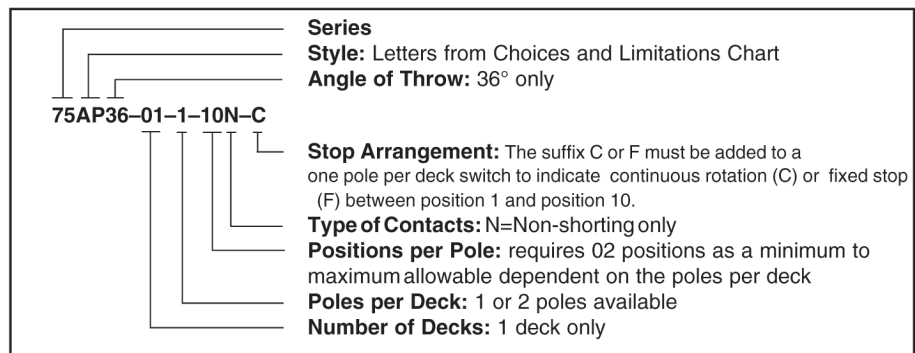 Series
Style: Letters from Choices and Limitations Chart
Angle of Throw: 36° only
75AP36–01–1–10N–C
Stop Arrangement: The suffix C or F must be added to a
one pole per deck switch to indicate continuous rotation (C) or fixed stop
(F) between position 1 and position 10.
Type of Contacts: N=Non-shorting only
Positions per Pole: requires 02 positions as a minimum to
maximum allowable dependent on the poles per deck
Poles per Deck: 1 or 2 poles available
Number of Decks: 1 deck only